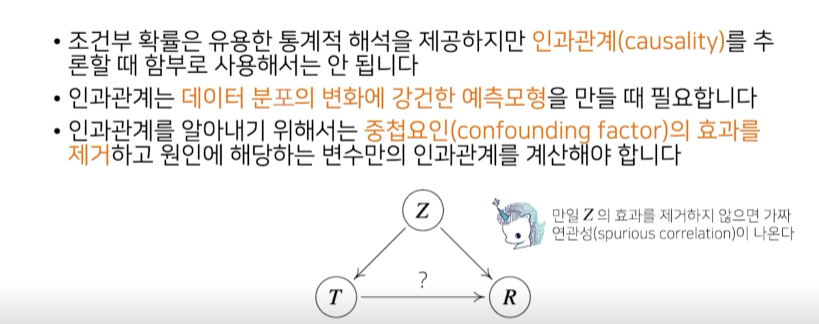 • 조건부 확률은 유용한 통계적 해석을 제공하지만 인과관계(causality)를 추
론할 때 함부로 사용해서는 안 됩니다
• 인과관계는 데이터 분포의 변화에 강건한 예측모형을 만들 때 필요합니다
• 인과관계를 알아내기 위해서는 중첩요인(confounding factor)의 효과를
제거하고 원인에 해당하는 변수만의 인과관계를 계산해야 합니다
Z
만일 Z의 효과를 제거하지 않으면 가짜
연관성(spurious correlation)이 나온다
?
T
R